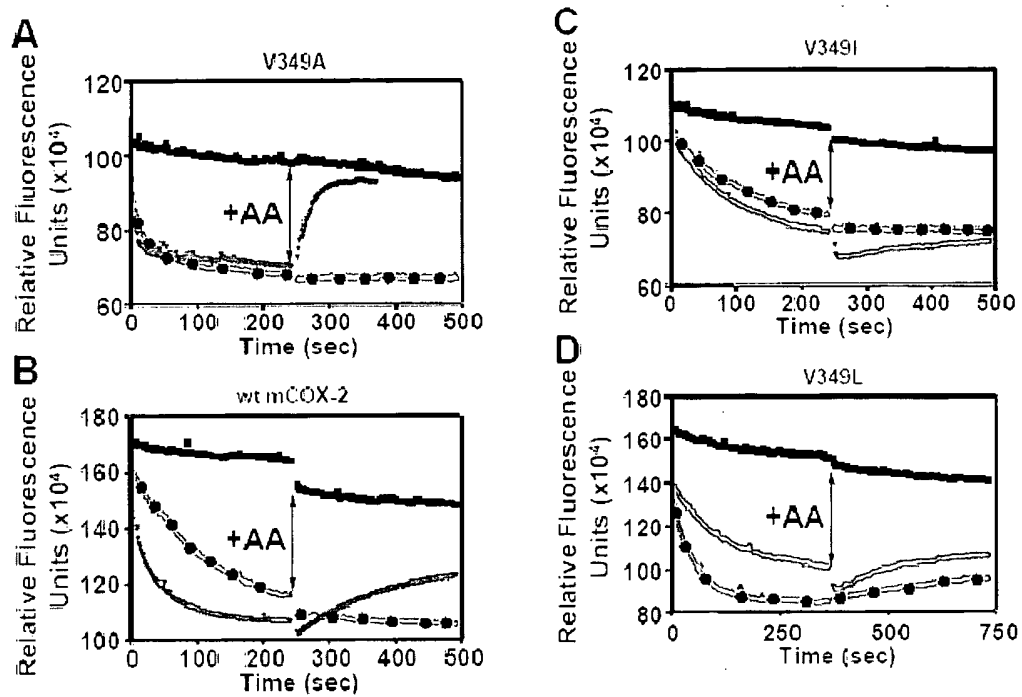 A
V349A
Relative Fluorescence
Units (x10⁴)
120
100
80
60
+AA
0 100 200 300 400 500
Time (sec)
B
wt mCOX-2
Relative Fluorescence
Units (x10⁴)
180
160
140
120
100
+AA
0 100 200 300 400 500
Time (sec)
C
V349I
Relative Fluorescence
Units (x10⁴)
120
100
80
60
+AA
0 100 200 300 400 500
Time (sec)
D
V349L
Relative Fluorescence
Units (x10⁴)
180
160
140
120
100
80
+AA
0 250 500 750
Time (sec)